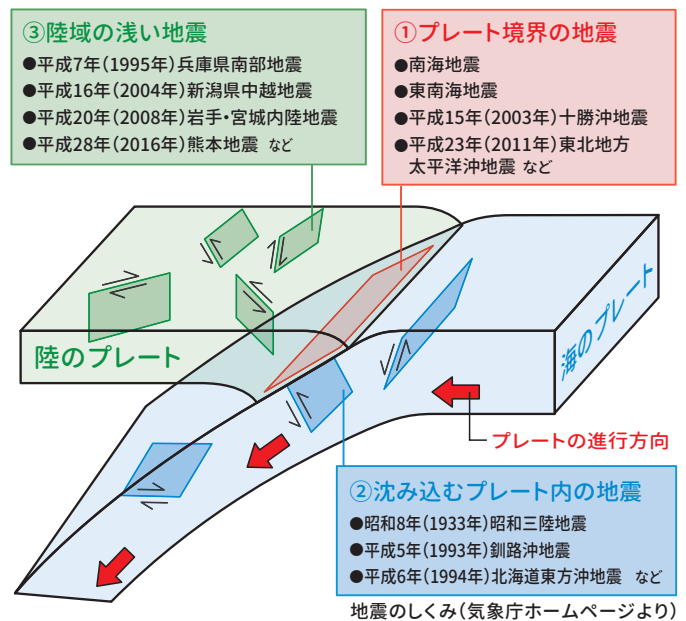 ③陸域の浅い地震
●平成7年(1995年)兵庫県南部地震
●平成16年(2004年)新潟県中越地震
●平成20年(2008年)岩手・宮城内陸地震
●平成28年(2016年)熊本地震 など
①プレート境界の地震
●南海地震
●東南海地震
●平成15年(2003年)十勝沖地震
●平成23年(2011年)東北地方
太平洋沖地震 など
陸のプレート
海のプレート
プレートの進行方向
②沈み込むプレート内の地震
●昭和8年(1933年)昭和三陸地震
●平成5年(1993年)釧路沖地震
●平成6年(1994年)北海道東方沖地震 など
地震のしくみ(気象庁ホームページより)